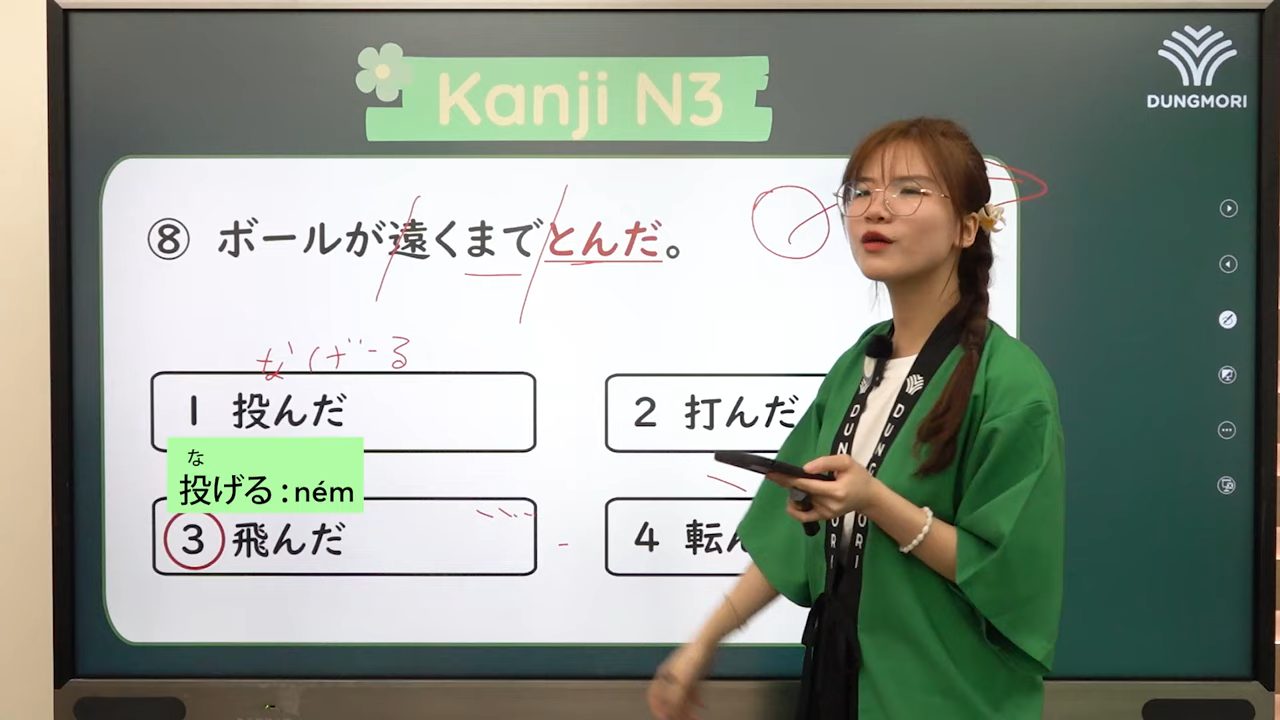 Kanji N3
DUNGMORI
⑧ ボールが遠くまでとんだ。
なげ-る
1 投んだ
2 打んだ
な
投げる : ném
3 飛んだ
4 転ん
DUNGMORI